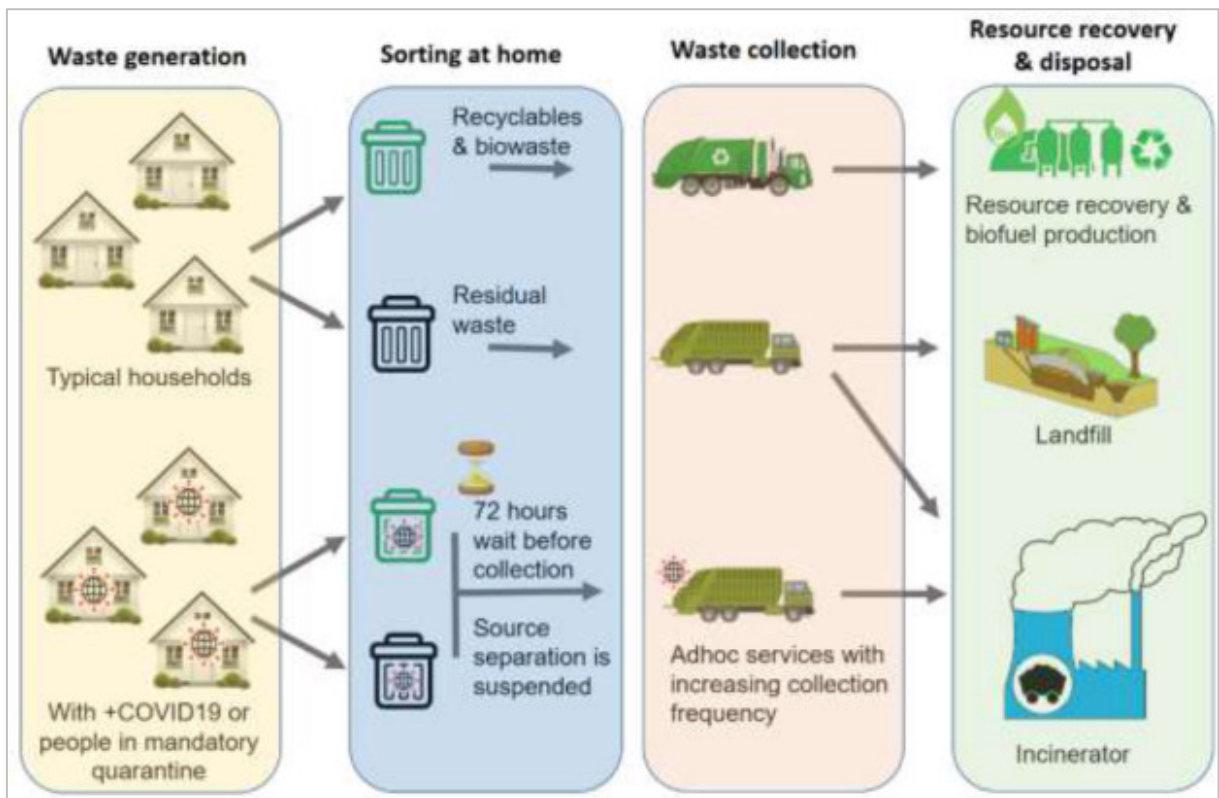 Waste generation
Sorting at home
Waste collection
Resource recovery
& disposal
Typical households
With +COVID19 or
people in mandatory
quarantine
Recyclables
& biowaste
Residual
waste
72 hours
wait before
collection
Source
separation is
suspended
Adhoc services with
increasing collection
frequency
Resource recovery &
biofuel production
Landfill
Incinerator